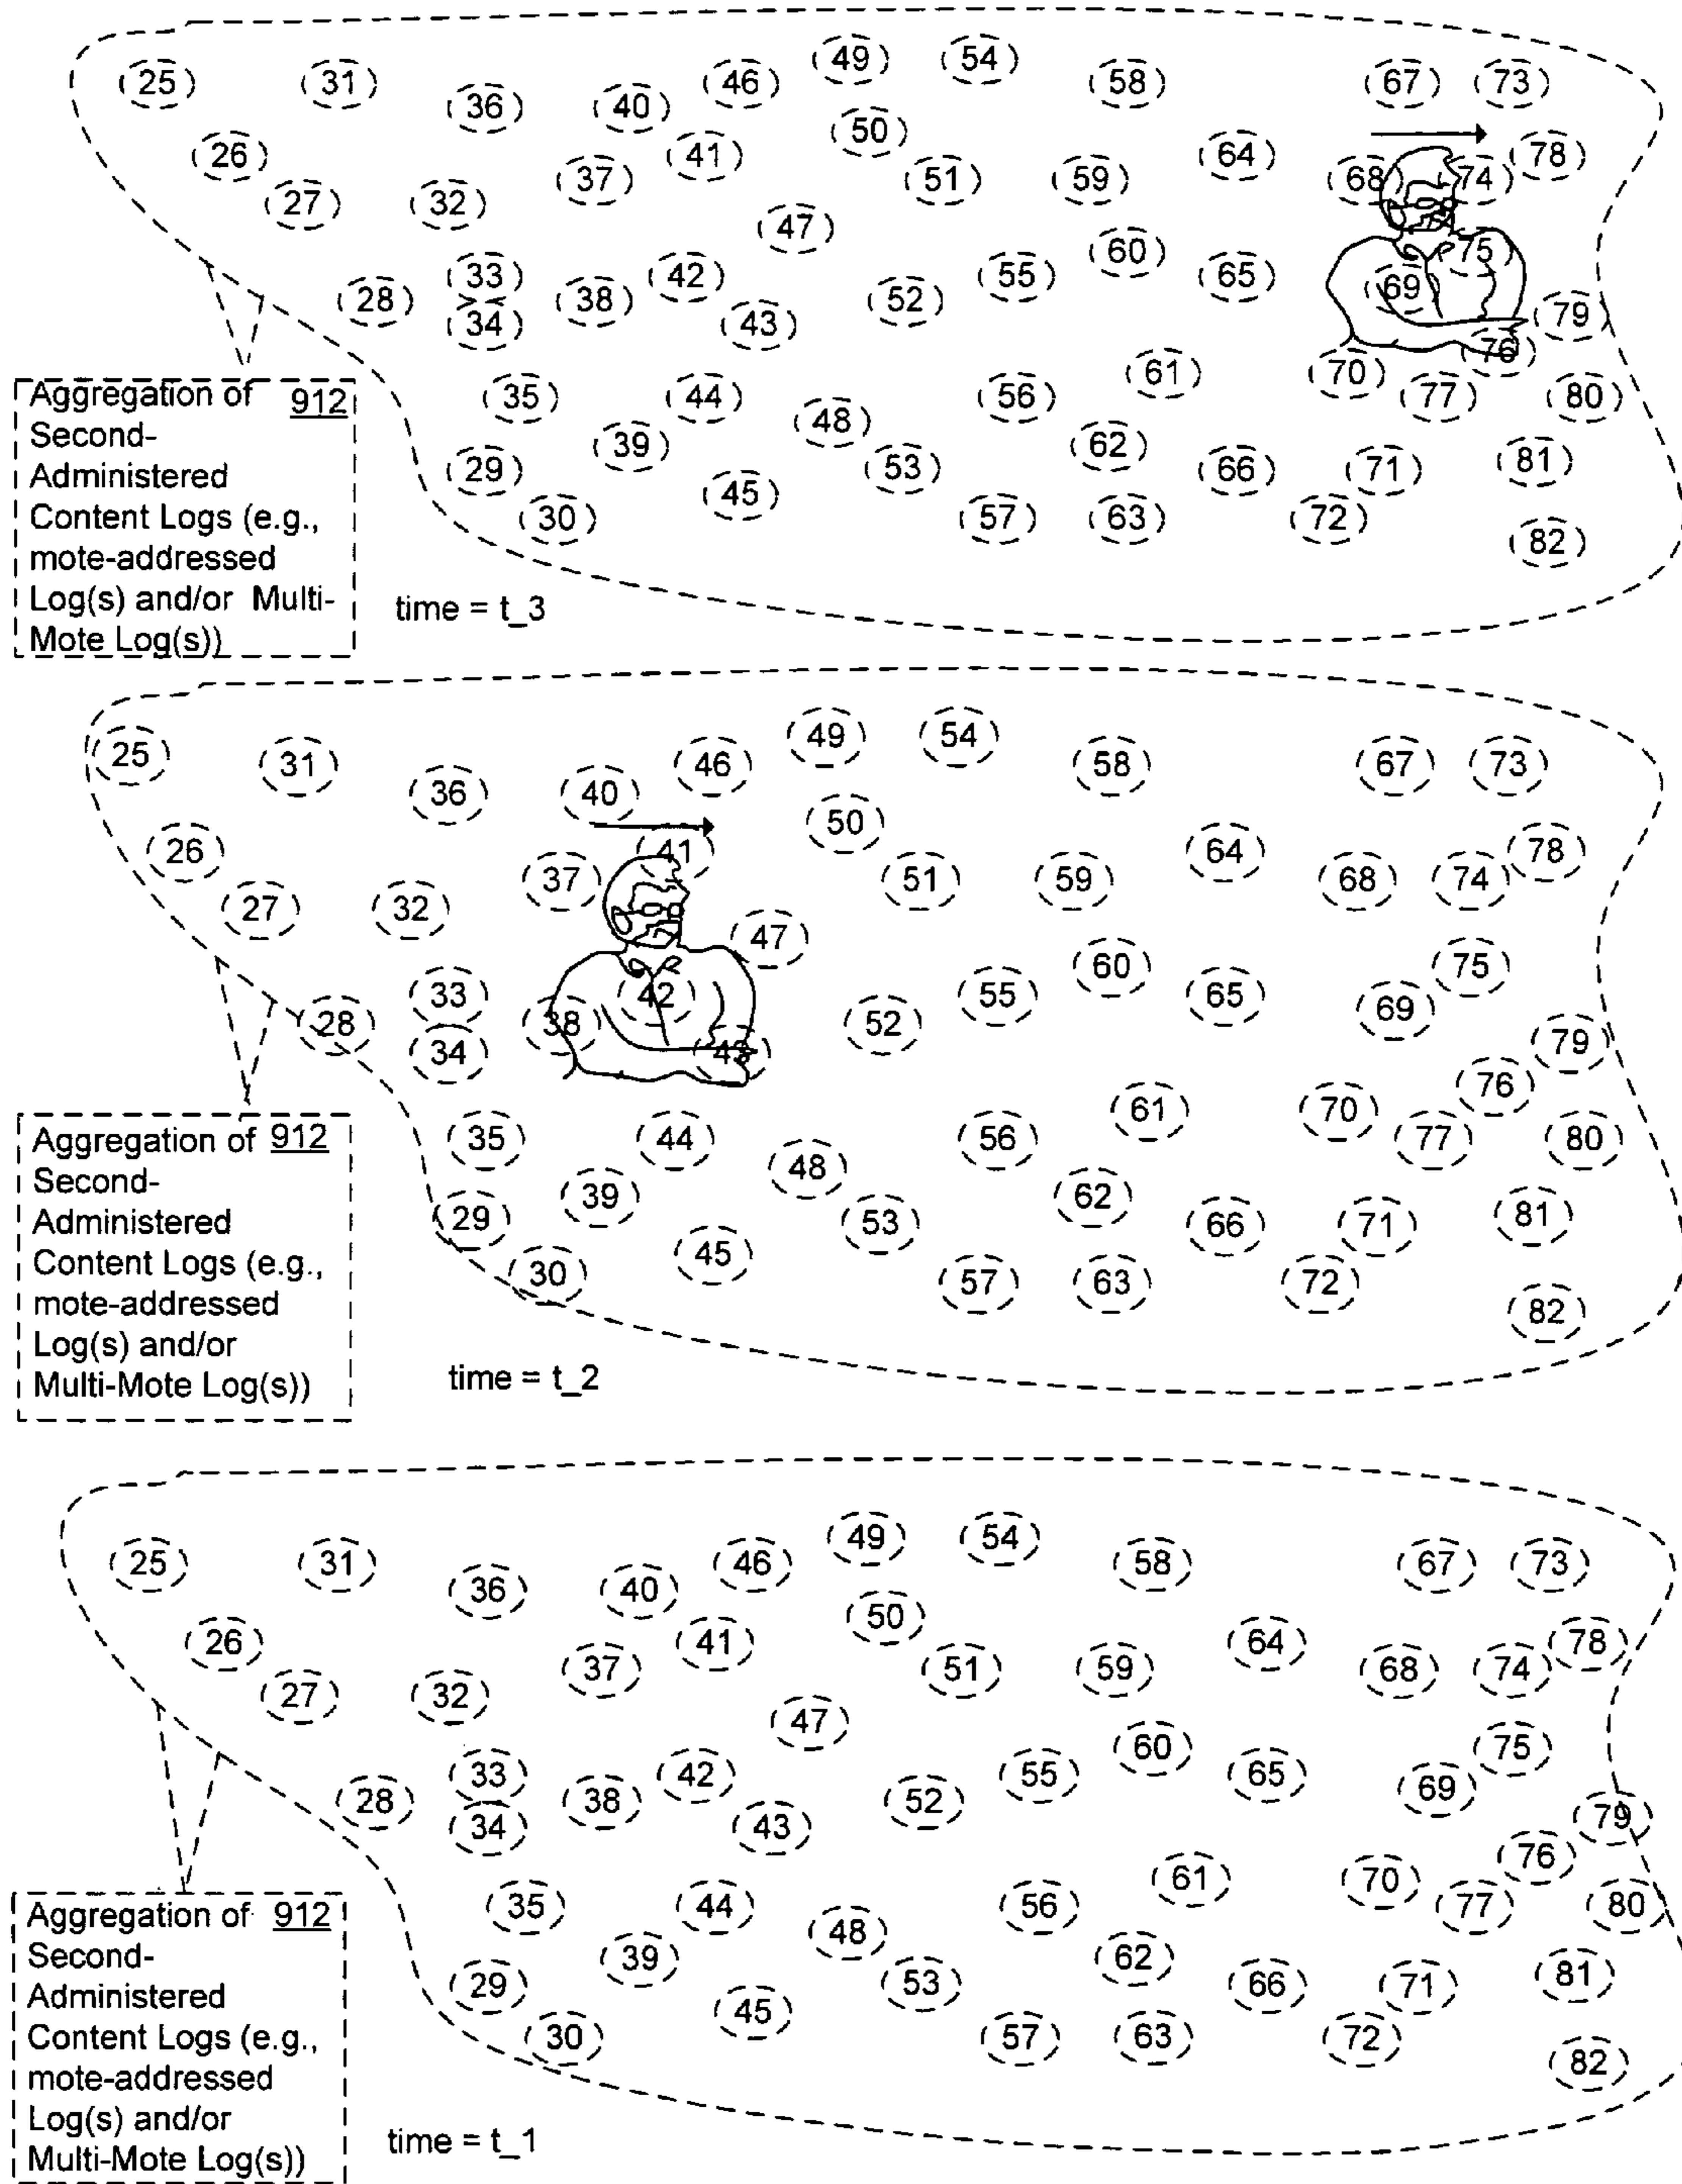 49 54
25 31 46 58 67 73
36 40
50
26 41 64 78
37 51 59 68 74
27 32
47
60 75
33 42 55 65
28 38 52 69
34 43 79
76
61 70
35 44 56 77 80
48
39 62
29 53 66 71 81
45
30 57 63 72
82
Aggregation of 912
Second-
Administered
Content Logs (e.g.,
mote-addressed
Log(s) and/or Multi-
Mote Log(s))
time = t_3
49 54
25 31 46 58 67 73
36 40
50
26 41 64 78
37 51 59 68 74
27 32
47
60 75
33 42 55 65
28 38 52 69
34 43 79
76
61 70
35 44 56 77 80
48
39 62
29 53 66 71 81
45
30 57 63 72
82
Aggregation of 912
Second-
Administered
Content Logs (e.g.,
mote-addressed
Log(s) and/or
Multi-Mote Log(s))
time = t_2
49 54
25 31 46 58 67 73
36 40
50
26 41 64 78
37 51 59 68 74
27 32
47
60 75
33 42 55 65
28 38 52 69
34 43 79
76
61 70
35 44 56 77 80
48
39 62
29 53 66 71 81
45
30 57 63 72
82
Aggregation of 912
Second-
Administered
Content Logs (e.g.,
mote-addressed
Log(s) and/or
Multi-Mote Log(s))
time = t_1